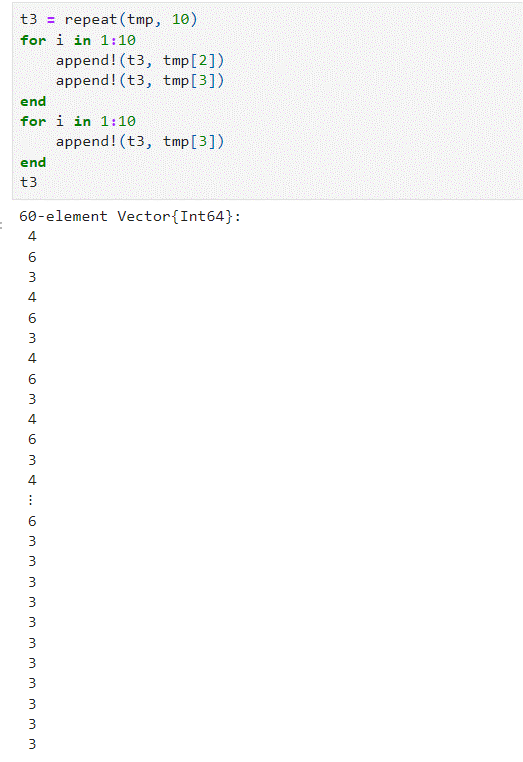 t3 = repeat(tmp, 10)
for i in 1:10
    append!(t3, tmp[2])
    append!(t3, tmp[3])
end
for i in 1:10
    append!(t3, tmp[3])
end
t3
60-element Vector{Int64}:
 4
 6
 3
 4
 6
 3
 4
 6
 3
 4
 6
 3
 4
 ⋮
 6
 3
 3
 3
 3
 3
 3
 3
 3
 3
 3
 3